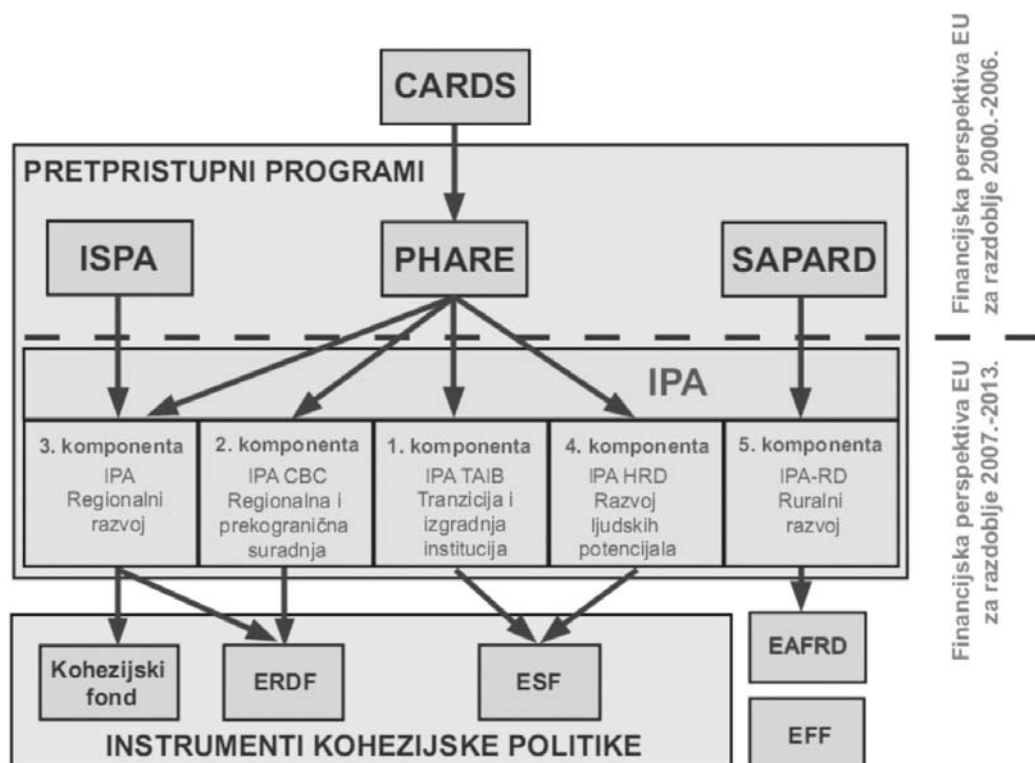 CARDS
Financijska perspektiva EU
za razdoblje 2000.-2006.
PRETPRISTUPNI PROGRAMI
ISPA
PHARE
SAPARD
IPA
3. komponenta
IPA
Regionalni
razvoj
2. komponenta
IPA CBC
Regionalna i
prekogranična
suradnja
1. komponenta
IPA TAIB
Tranzicija i
izgradnja
institucija
4. komponenta
IPA HRD
Razvoj
ljudskih
potencijala
5. komponenta
IPA-RD
Ruralni
razvoj
Financijska perspektiva EU
za razdoblje 2007.-2013.
Kohezijski
fond
ERDF
ESF
EAFRD
EFF
INSTRUMENTI KOHEZIJSKE POLITIKE